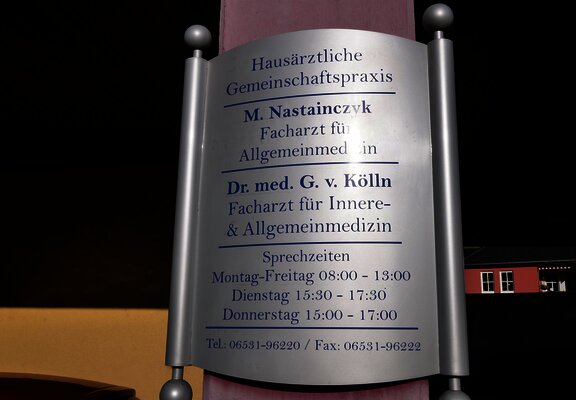 Hausärztliche
Gemeinschaftspraxis
M. Nastainczyk
Facharzt für
Allgemeinmedizin
Dr. med. G. v. Kölln
Facharzt für Innere-
& Allgemeinmedizin
Sprechzeiten
Montag-Freitag 08:00 - 13:00
Dienstag 15:30 - 17:30
Donnerstag 15:00 - 17:00
Tel.: 06531-96220 / Fax: 06531-96222